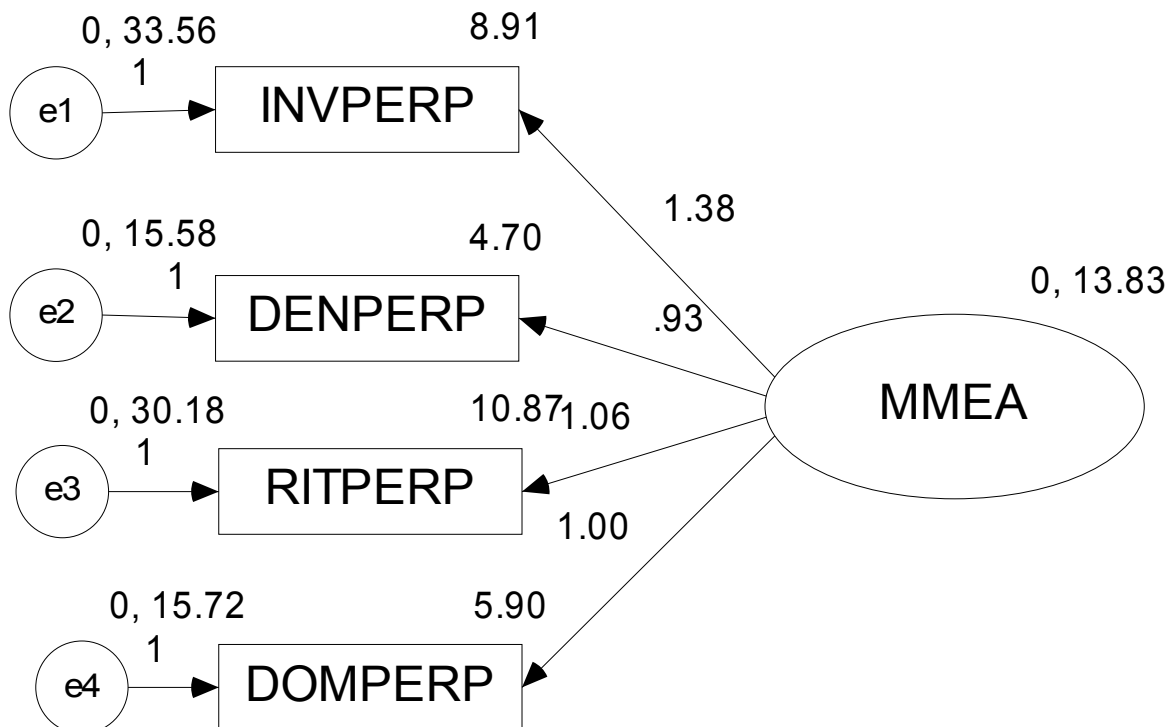 0, 33.56
8.91
1
e1
INVPERP
1.38
0, 15.58
4.70
1
e2
DENPERP
.93
0, 13.83
MMEA
0, 30.18
10.87
1.06
1
e3
RITPERP
1.00
0, 15.72
5.90
1
e4
DOMPERP